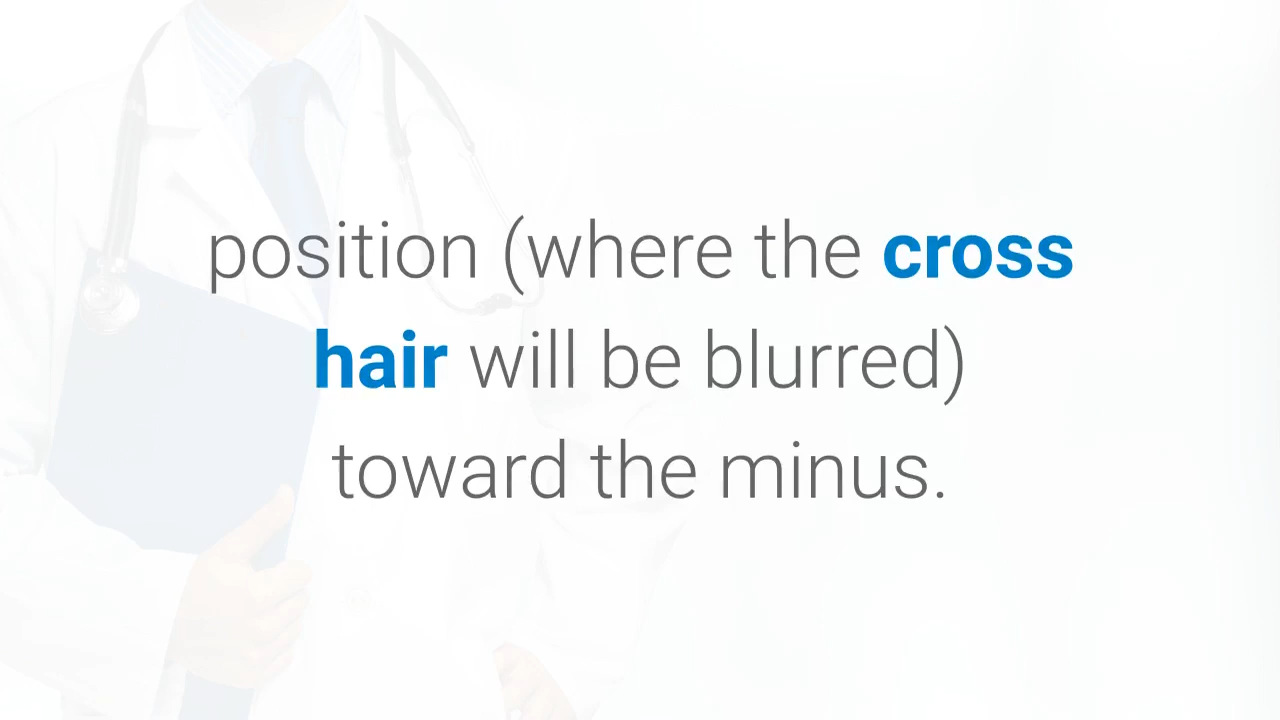 position (where the cross
hair will be blurred)
toward the minus.